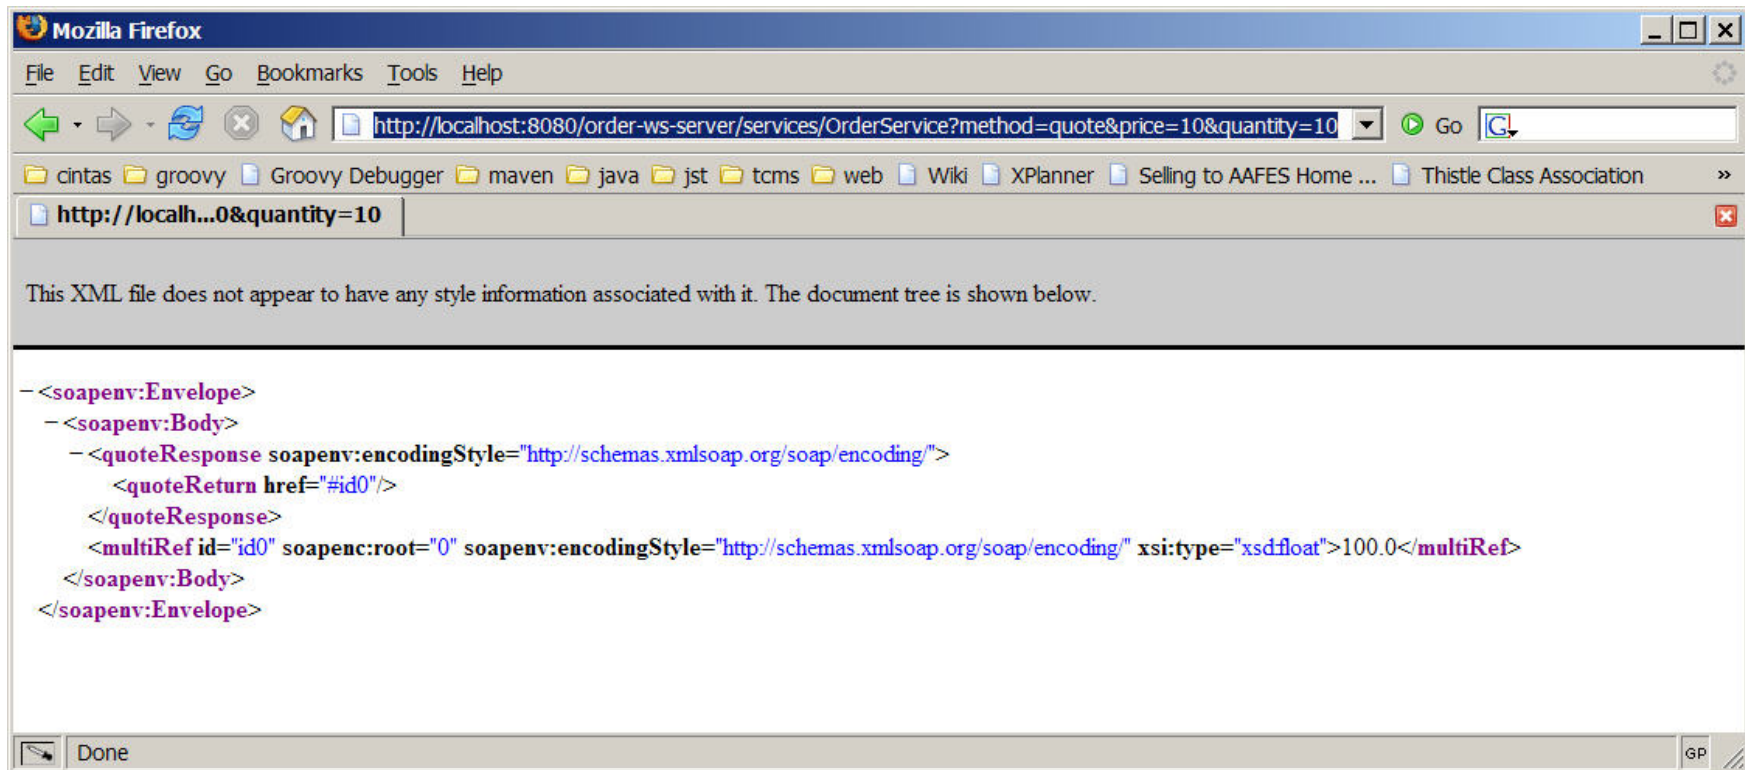 Mozilla Firefox
File Edit View Go Bookmarks Tools Help
http://localhost:8080/order-ws-server/services/OrderService?method=quote&price=10&quantity=10 Go G
cintas groovy Groovy Debugger maven java jst tcms web Wiki XPlanner Selling to AAFES Home ... Thistle Class Association »
http://localh...0&quantity=10
This XML file does not appear to have any style information associated with it. The document tree is shown below.
−<soapenv:Envelope>
−<soapenv:Body>
−<quoteResponse soapenv:encodingStyle="http://schemas.xmlsoap.org/soap/encoding/">
<quoteReturn href="#id0"/>
</quoteResponse>
<multiRef id="id0" soapenc:root="0" soapenv:encodingStyle="http://schemas.xmlsoap.org/soap/encoding/" xsi:type="xsd:float">100.0</multiRef>
</soapenv:Body>
</soapenv:Envelope>
Done GP